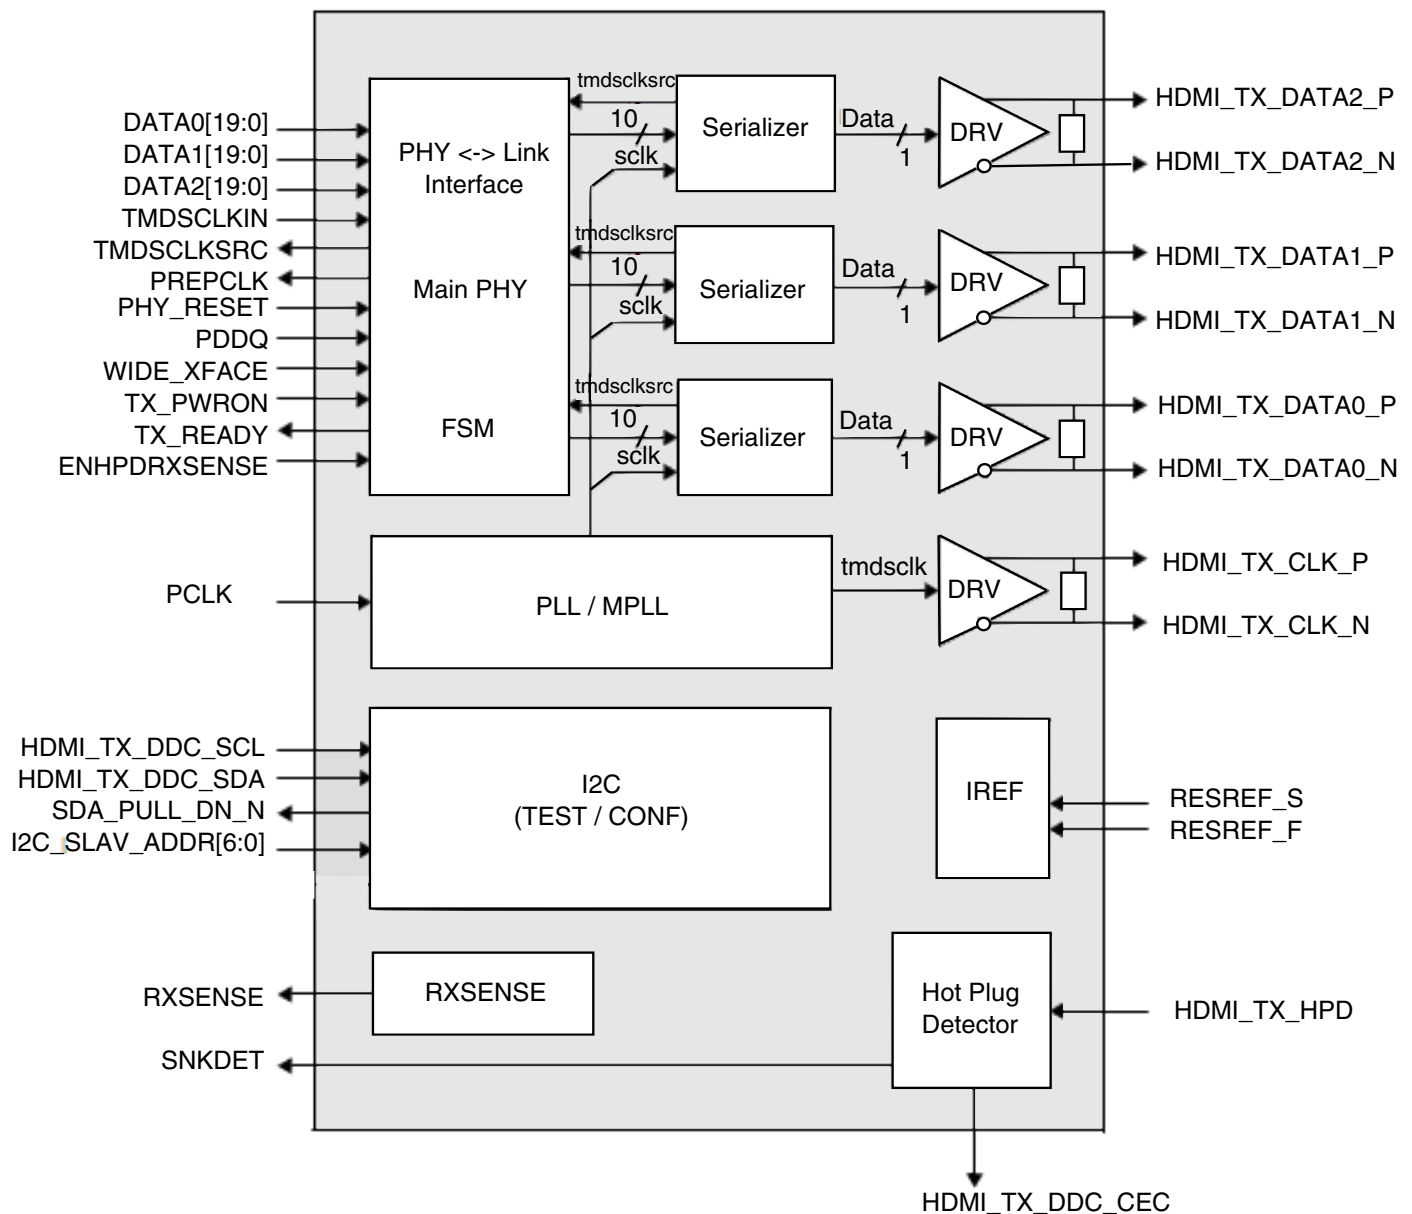 DATA0[19:0]
DATA1[19:0]
DATA2[19:0]
TMDSCLKIN
TMDSCLKSRC
PREPCLK
PHY_RESET
PDDQ
WIDE_XFACE
TX_PWRON
TX_READY
ENHPDRXSENSE
PHY <-> Link
Interface
Main PHY
FSM
tmdsclksrc
10
sclk
Serializer
Data
1
DRV
HDMI_TX_DATA2_P
HDMI_TX_DATA2_N
tmdsclksrc
10
sclk
Serializer
Data
1
DRV
HDMI_TX_DATA1_P
HDMI_TX_DATA1_N
tmdsclksrc
10
sclk
Serializer
Data
1
DRV
HDMI_TX_DATA0_P
HDMI_TX_DATA0_N
PCLK
PLL / MPLL
tmdsclk
DRV
HDMI_TX_CLK_P
HDMI_TX_CLK_N
HDMI_TX_DDC_SCL
HDMI_TX_DDC_SDA
SDA_PULL_DN_N
I2C_SLAV_ADDR[6:0]
I2C
(TEST / CONF)
IREF
RESREF_S
RESREF_F
RXSENSE
RXSENSE
SNKDET
Hot Plug
Detector
HDMI_TX_HPD
HDMI_TX_DDC_CEC